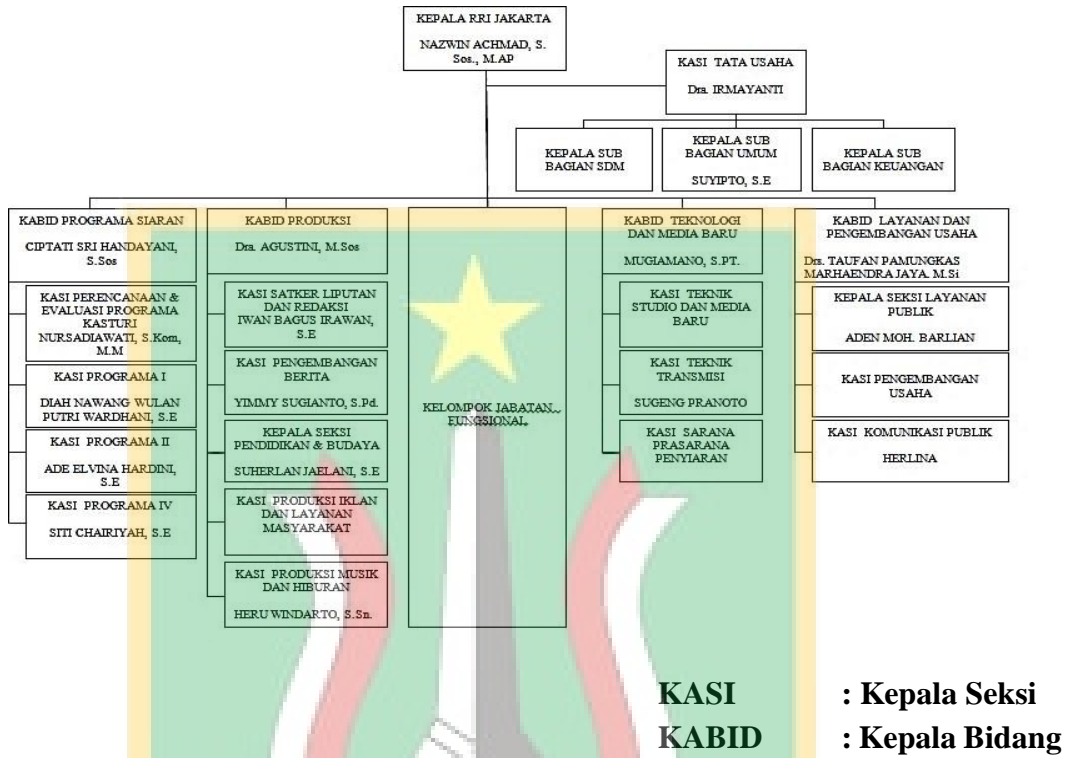 KEPALA RRI JAKARTA
NAZWIN ACHMAD, S.
Sos., M.AP
KASI TATA USAHA
Dra. IRMAYANTI
KEPALA SUB
BAGIAN SDM
KEPALA SUB
BAGIAN UMUM
SUYIPTO, S.E
KEPALA SUB
BAGIAN KEUANGAN
KABID PROGRAMA SIARAN
CIPTATI SRI HANDAYANI,
S.Sos
KASI PERENCANAAN &
EVALUASI PROGRAMA
KASTURI
NURSADIAWATI, S.Kom,
M.M
KASI PROGRAMA I
DIAH NAWANG WULAN
PUTRI WARDHANI, S.E
KASI PROGRAMA II
ADE ELVINA HARDINI,
S.E
KASI PROGRAMA IV
SITI CHAIRIYAH, S.E
KABID PRODUKSI
Dra. AGUSTINI, M.Sos
KASI SATKER LIPUTAN
DAN REDAKSI
IWAN BAGUS IRAWAN,
S.E
KASI PENGEMBANGAN
BERITA
YIMMY SUGIANTO, S.Pd.
KEPALA SEKSI
PENDIDIKAN & BUDAYA
SUHERLAN JAELANI, S.E
KASI PRODUKSI IKLAN
DAN LAYANAN
MASYARAKAT
KASI PRODUKSI MUSIK
DAN HIBURAN
HERU WINDARTO, S.Sn.
KELOMPOK JABATAN
FUNGSIONAL
KABID TEKNOLOGI
DAN MEDIA BARU
MUGIAMANO, S.PT.
KASI TEKNIK
STUDIO DAN MEDIA
BARU
KASI TEKNIK
TRANSMISI
SUGENG PRANOTO
KASI SARANA
PRASARANA
PENYIARAN
KABID LAYANAN DAN
PENGEMBANGAN USAHA
Drs. TAUFAN PAMUNGKAS
MARHAENDRA JAYA. M.Si
KEPALA SEKSI LAYANAN
PUBLIK
ADEN MOH. BARLIAN
KASI PENGEMBANGAN
USAHA
KASI KOMUNIKASI PUBLIK
HERLINA
KASI : Kepala Seksi
KABID : Kepala Bidang